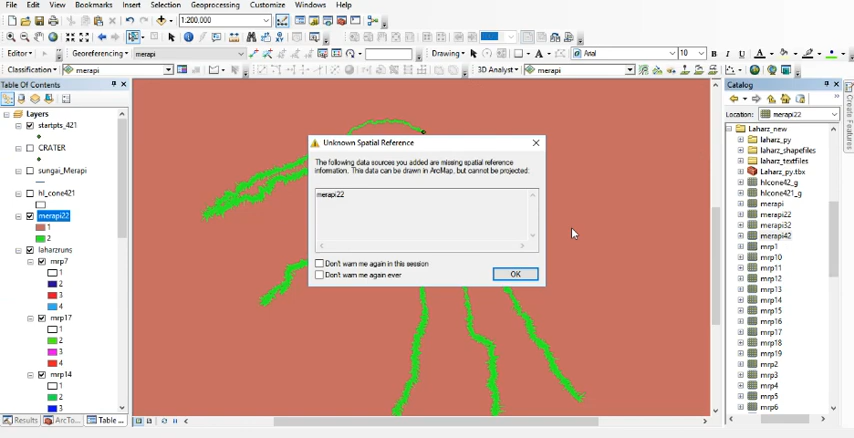 File Edit View Bookmarks Insert Selection Geoprocessing Customize Windows Help
1:200.000
Editor Georeferencing merapi Drawing A Arial 10 B I U A A
Classification merapi 3D Analyst merapi
Table Of Contents
Layers
startpts_421
CRATER
sungai_Merapi
hl_cone421
merapi22
1
2
laharzruns
mrp7
1
2
3
4
mrp17
1
2
3
4
mrp14
1
2
3
Results ArcTo... Table ...
Unknown Spatial Reference
The following data sources you added are missing spatial reference
information. This data can be drawn in ArcMap, but cannot be projected:
merapi22
Don't warn me again in this session
Don't warn me again ever
OK
Catalog
Location: merapi22
Laharz_new
laharz_py
laharz_shapefiles
laharz_textfiles
Laharz_py.tbx
hlcone42_g
hlcone421_g
merapi
merapi22
merapi32
merapi42
mrp1
mrp10
mrp11
mrp12
mrp13
mrp14
mrp15
mrp16
mrp17
mrp18
mrp19
mrp2
mrp3
mrp4
mrp5
mrp6
Create Features